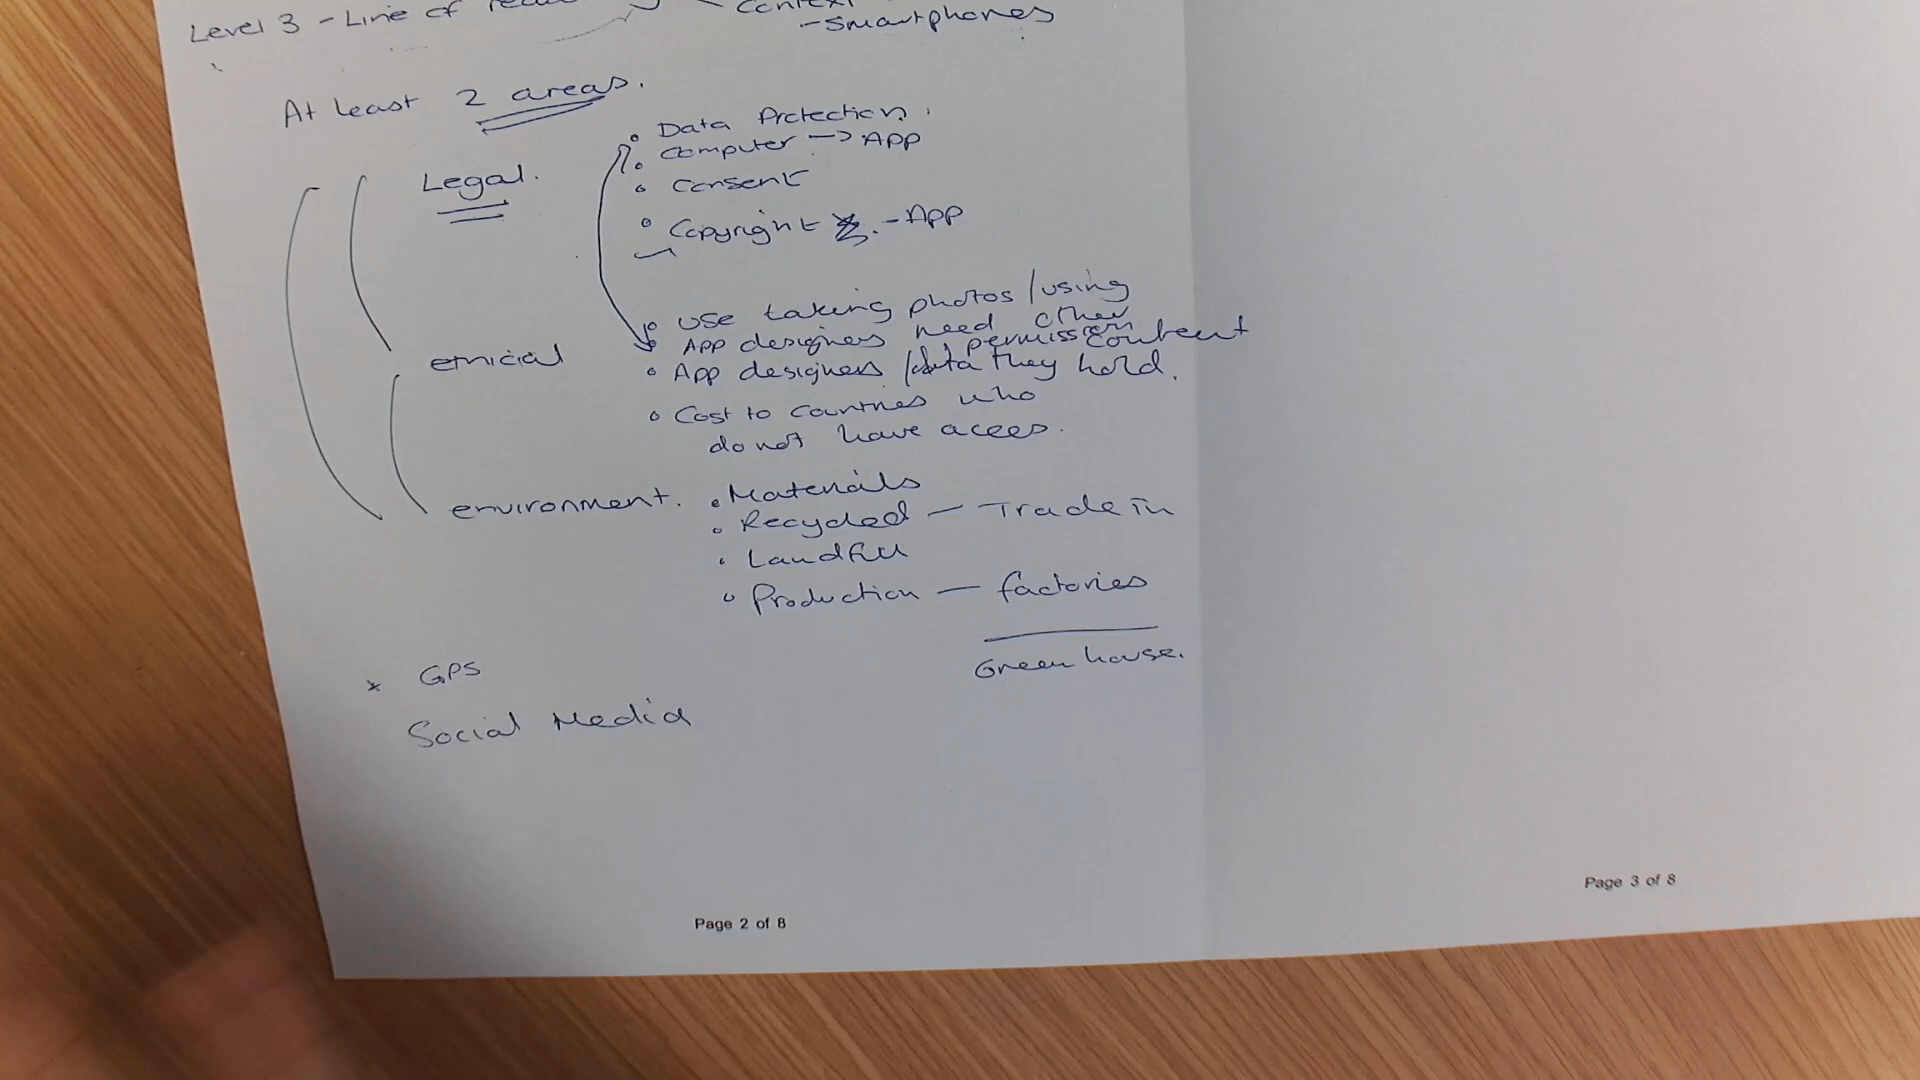 Level 3 - Line of
Context
- Smartphones
At least 2 areas.
Legal.
• Data Protection.
• Computer -> App
• Consent
• Copyright - App
ethicial
• Use taking photos / using other content
• App designers need permission
• App designers / data they hold.
• Cost to countries who
do not have acees.
environment.
• Materials
• Recycled - Trade in
• Landfill
• Production - factories
Green house.
* GPS
Social Media
Page 2 of 8
Page 3 of 8